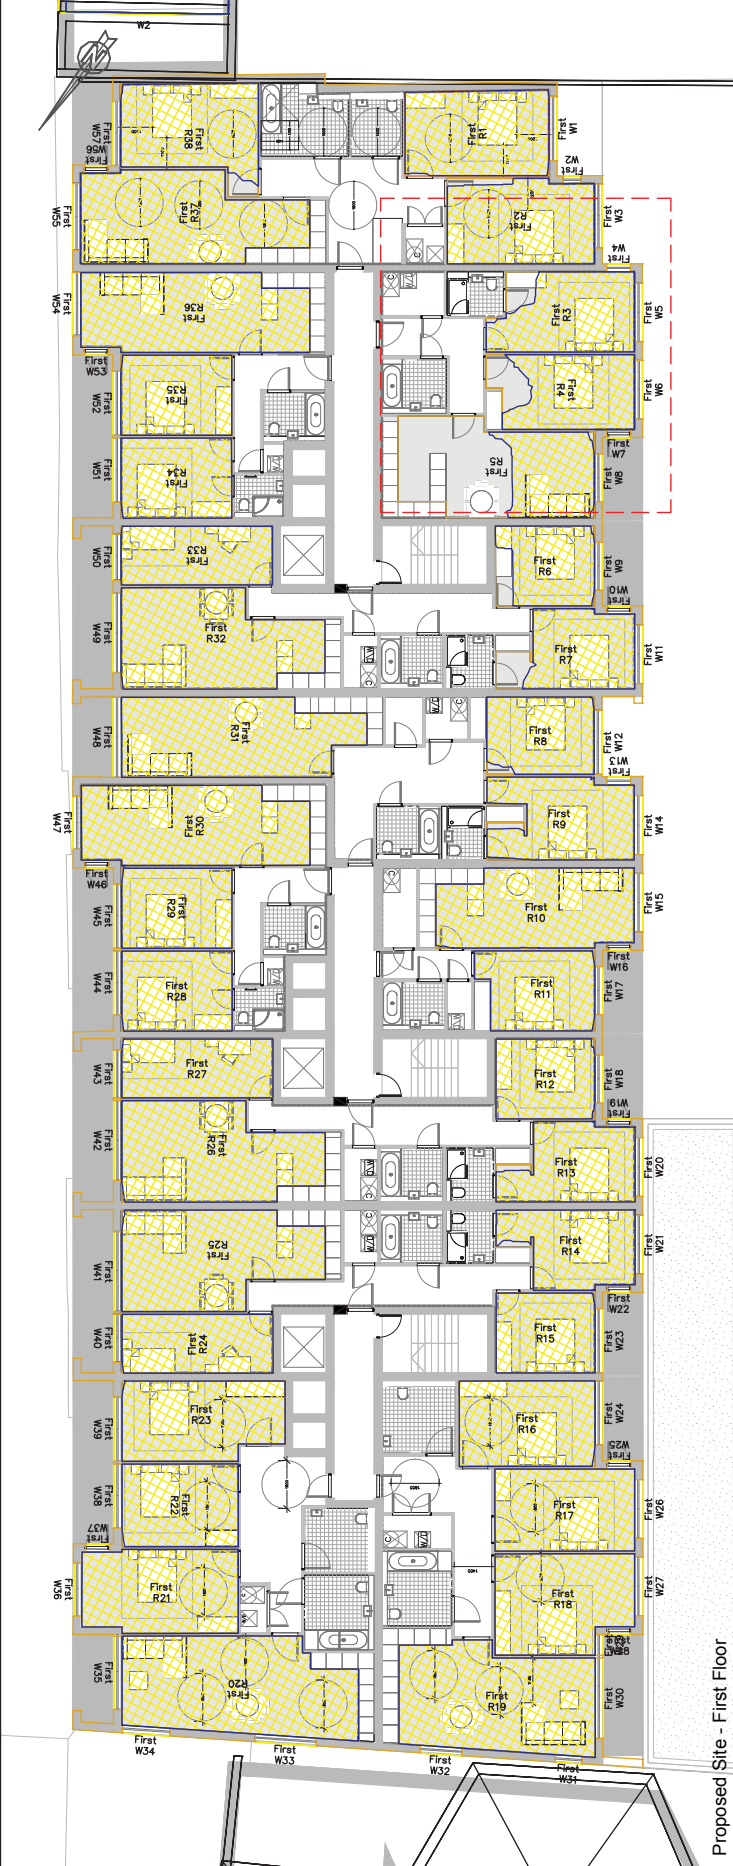 W2
N
First
W57
First
W56
First
R38
First
R1
First
W1
First
W2
First
W55
First
R37
First
R2
First
W3
First
W4
First
W54
First
R36
First
R3
First
W5
First
W53
First
W52
First
R35
First
R4
First
W6
First
W51
First
R34
First
R5
First
W7
First
W8
First
W50
First
R33
First
R6
First
W9
First
W10
First
W49
First
R32
First
R7
First
W11
First
W48
First
R31
First
R8
First
W12
First
W13
First
W47
First
R30
First
R9
First
W14
First
W46
First
W45
First
R29
First
R10
First
W15
First
W44
First
R28
First
R11
First
W16
First
W17
First
W43
First
R27
First
R12
First
W18
First
W19
First
W42
First
R26
First
R13
First
W20
First
W41
First
R25
First
R14
First
W21
First
W22
First
W40
First
R24
First
R15
First
W23
First
W39
First
R23
First
R16
First
W24
First
W25
First
W38
First
R22
First
R17
First
W26
First
W37
First
W36
First
R21
First
R18
First
W27
First
W35
First
R20
First
R19
First
W30
First
W34
First
W33
First
W32
First
W31
Proposed Site - First Floor